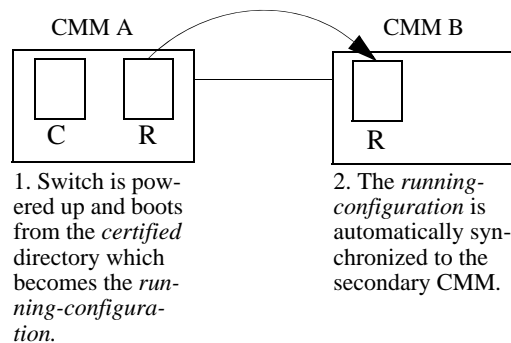 CMM A
CMM B
C
R
R
1. Switch is pow-
ered up and boots
from the certified
directory which
becomes the run-
ning-configura-
tion.
2. The running-
configuration is
automatically syn-
chronized to the
secondary CMM.